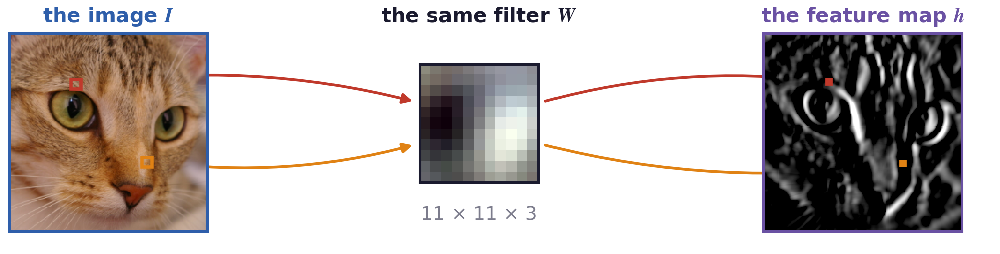 the image I
the same filter W
the feature map h
11 × 11 × 3